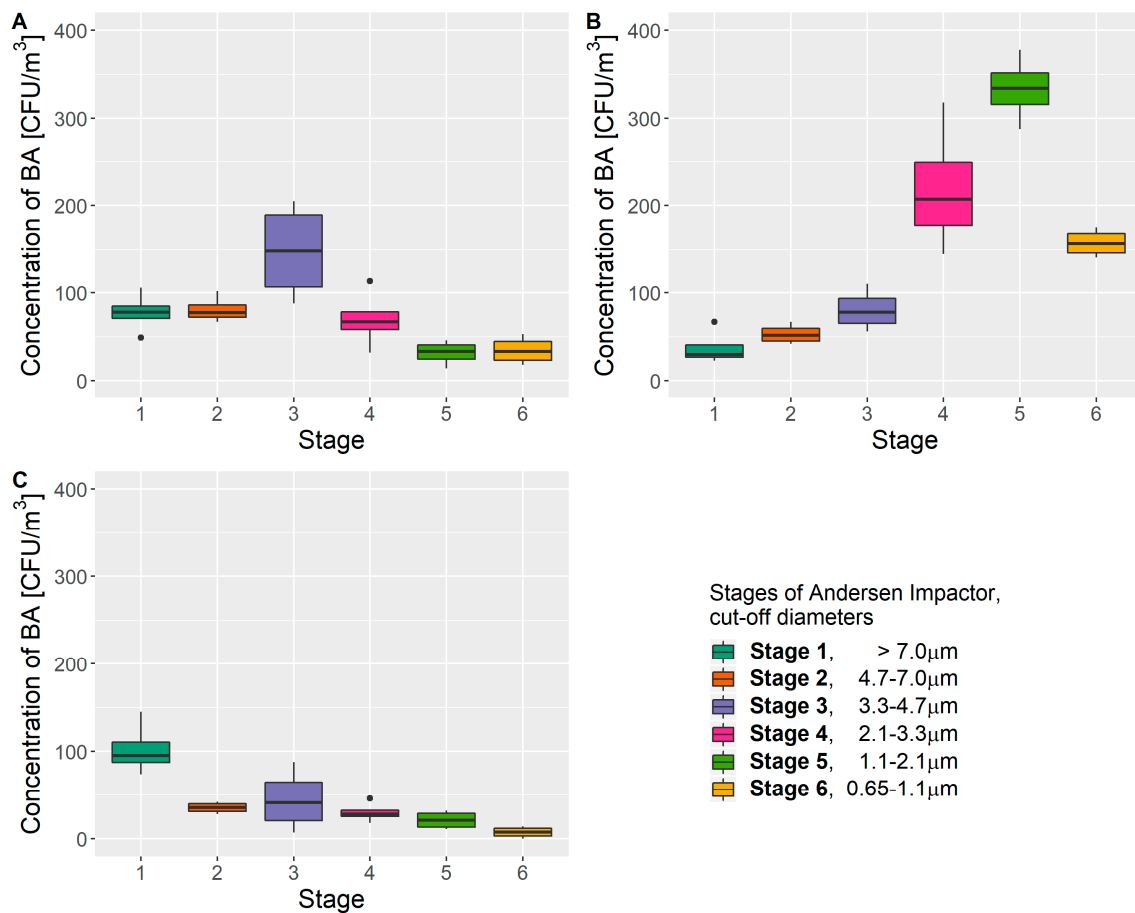 A
Concentration of BA [CFU/m³]
400
300
200
100
0
1 2 3 4 5 6
Stage
B
Concentration of BA [CFU/m³]
400
300
200
100
0
1 2 3 4 5 6
Stage
C
Concentration of BA [CFU/m³]
400
300
200
100
0
1 2 3 4 5 6
Stage
Stages of Andersen Impactor,
cut-off diameters
Stage 1, > 7.0μm
Stage 2, 4.7-7.0μm
Stage 3, 3.3-4.7μm
Stage 4, 2.1-3.3μm
Stage 5, 1.1-2.1μm
Stage 6, 0.65-1.1μm